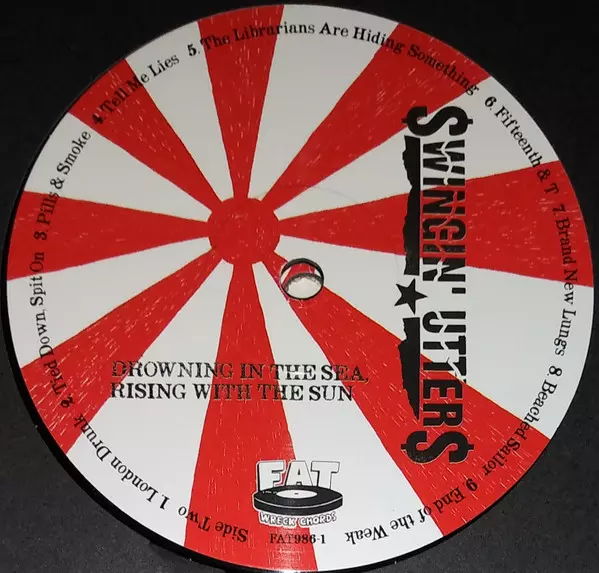 SWINGIN' UTTERS
DROWNING IN THE SEA,
RISING WITH THE SUN
Side Two 1. London Drunk 2. Tied Down, Spit On 3. Pills & Smoke 4. Tell Me Lies 5. The Librarians Are Hiding Something 6. Fifteenth & T 7. Brand New Lungs 8 Beached Sailor 9 End of the Weak
FAT
WRECK CHORDS
FAT986-1